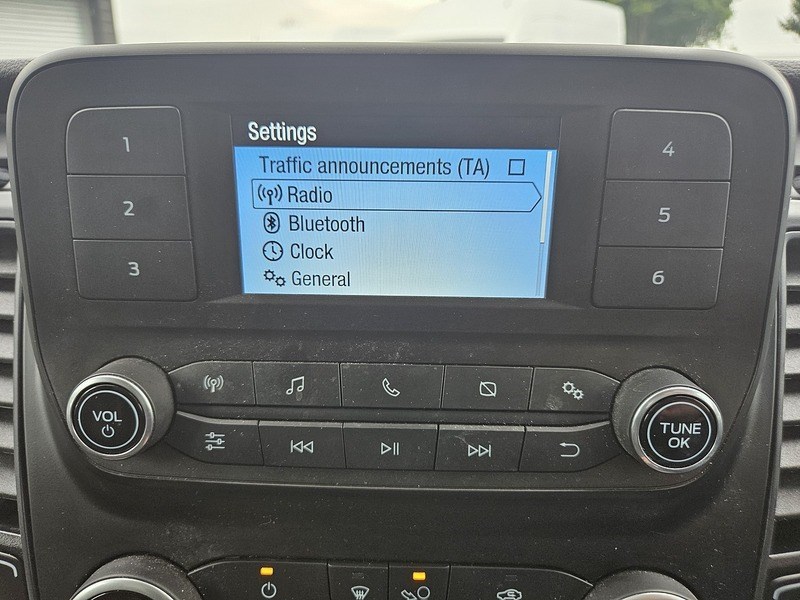 Settings
Traffic announcements (TA)
Radio
Bluetooth
Clock
General
1
2
3
4
5
6
VOL
TUNE
OK